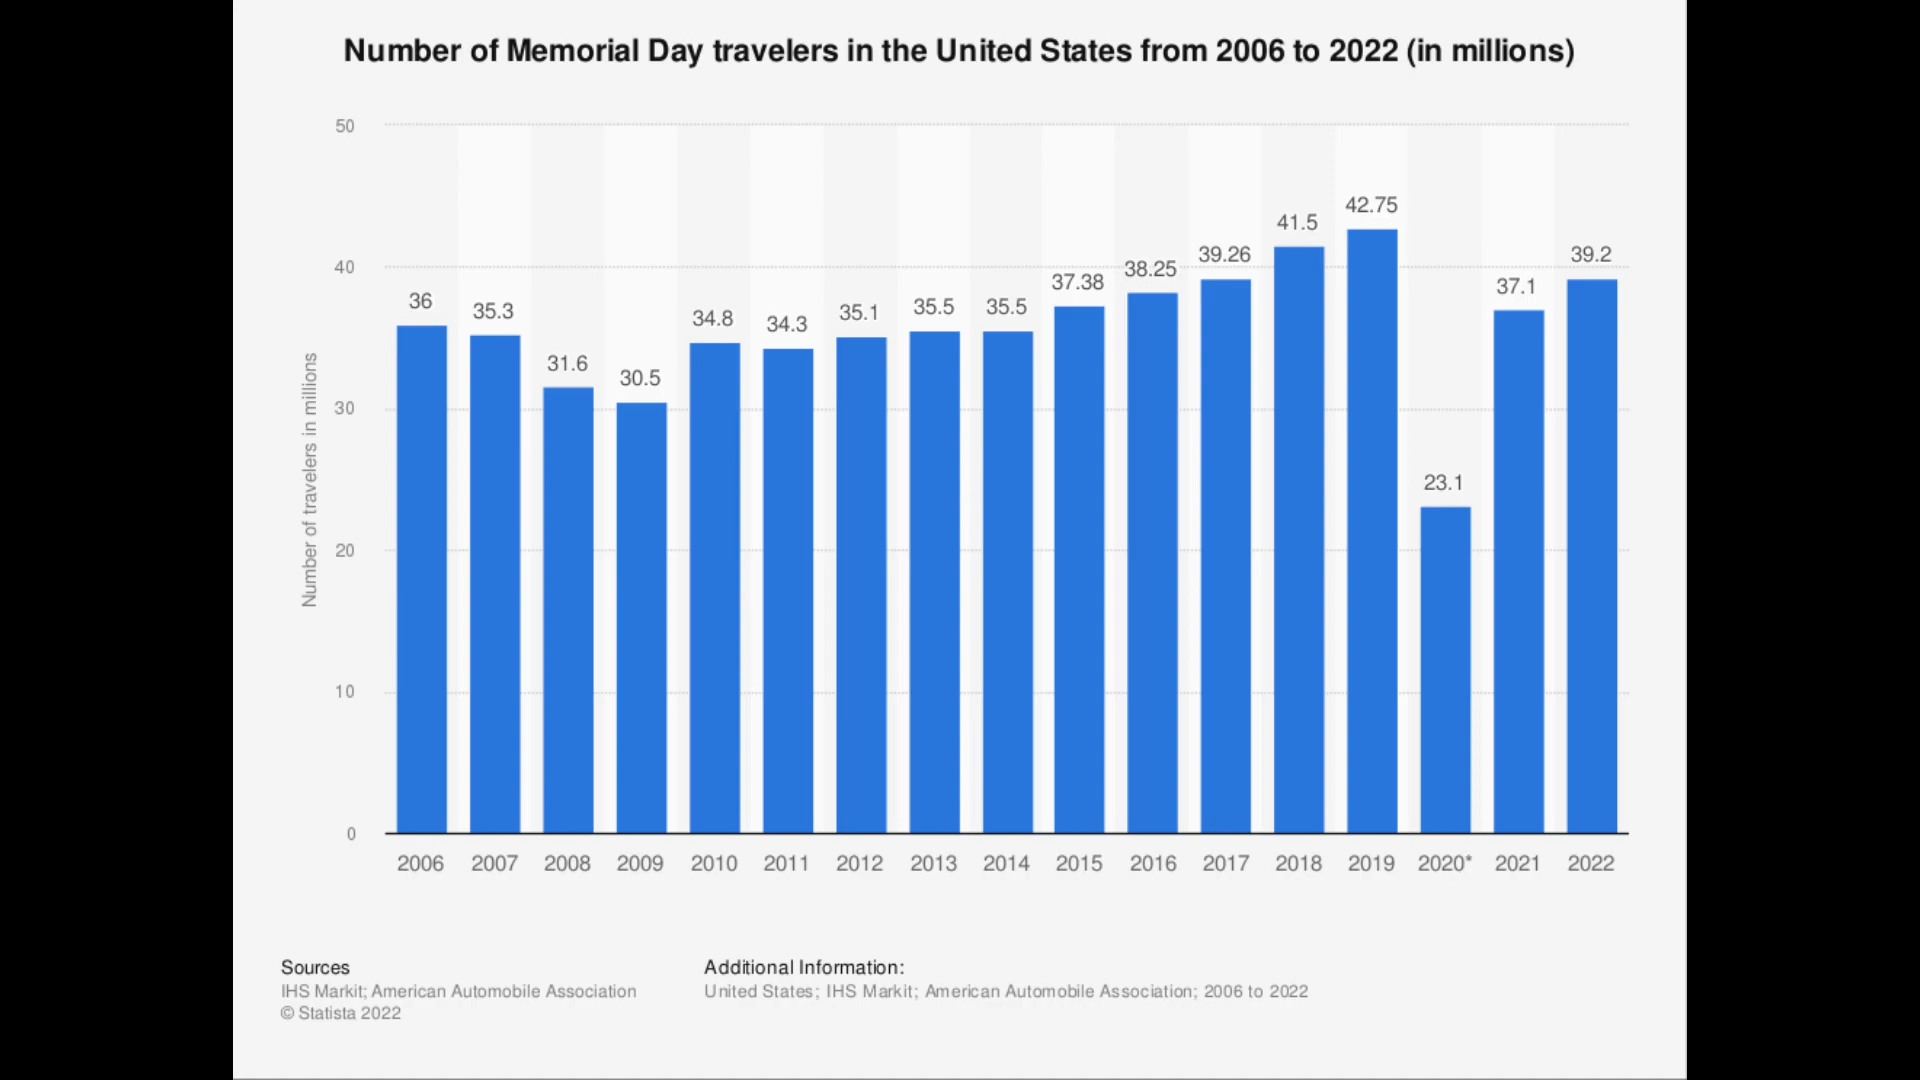 Number of Memorial Day travelers in the United States from 2006 to 2022 (in millions)
Number of travelers in millions
50
40
30
20
10
0
36
35.3
31.6
30.5
34.8
34.3
35.1
35.5
35.5
37.38
38.25
39.26
41.5
42.75
23.1
37.1
39.2
2006 2007 2008 2009 2010 2011 2012 2013 2014 2015 2016 2017 2018 2019 2020* 2021 2022
Sources
IHS Markit; American Automobile Association
© Statista 2022
Additional Information:
United States; IHS Markit; American Automobile Association; 2006 to 2022